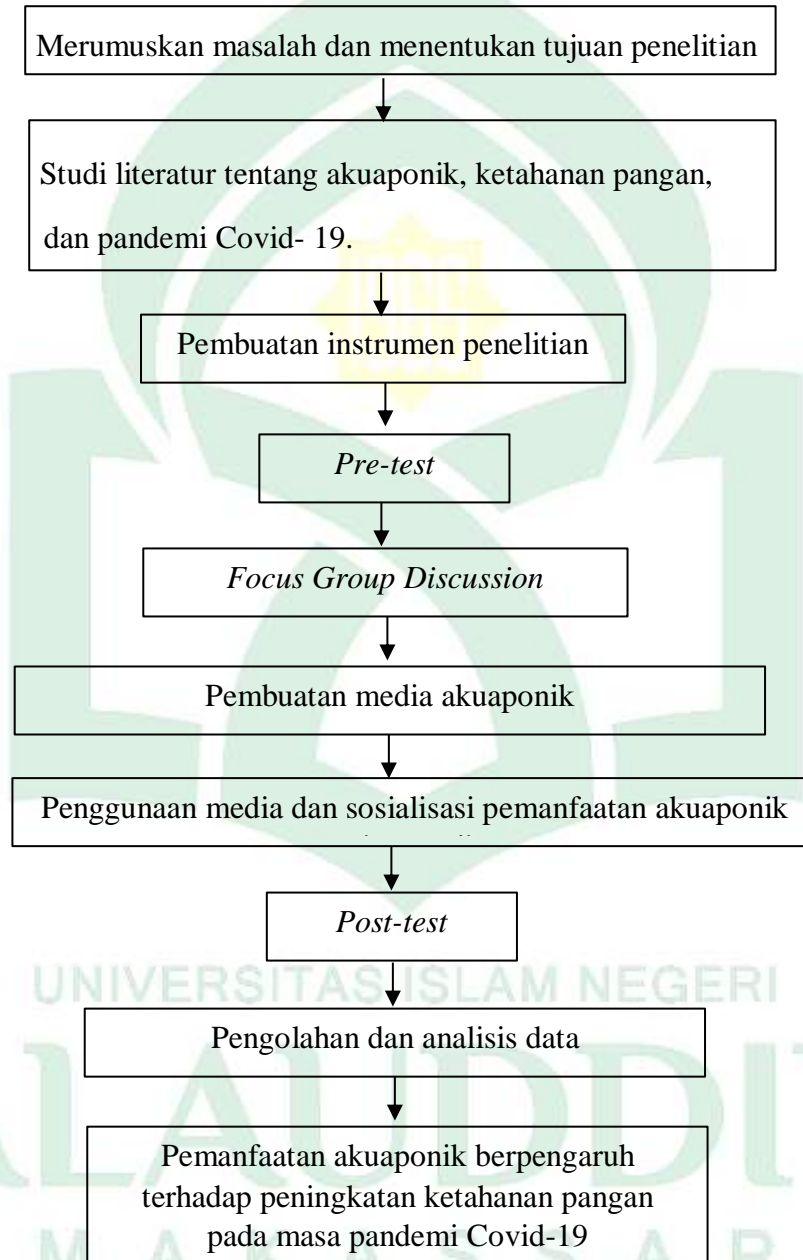 Merumuskan masalah dan menentukan tujuan penelitian
Studi literatur tentang akuaponik, ketahanan pangan,
dan pandemi Covid- 19.
Pembuatan instrumen penelitian
Pre-test
Focus Group Discussion
Pembuatan media akuaponik
Penggunaan media dan sosialisasi pemanfaatan akuaponik
Post-test
UNIVERSITAS ISLAM NEGERI
Pengolahan dan analisis data
ALAUDDI
Pemanfaatan akuaponik berpengaruh
terhadap peningkatan ketahanan pangan
pada masa pandemi Covid-19
M A K A S S A R